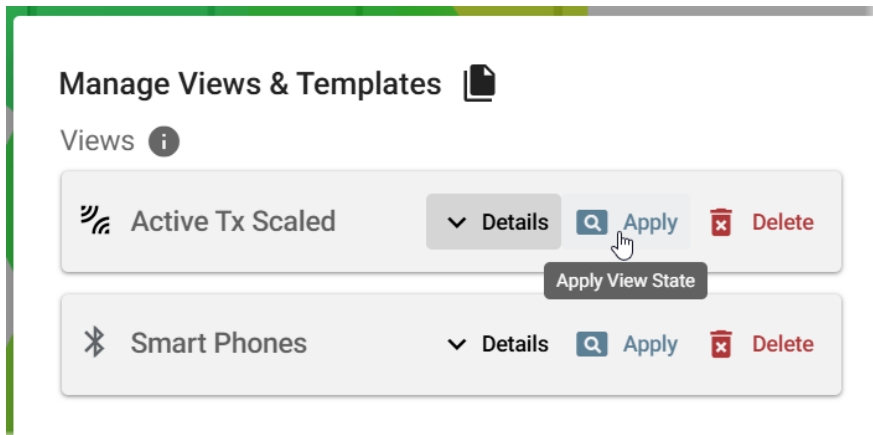 Manage Views & Templates
Views
Active Tx Scaled Details Apply Delete
Apply View State
Smart Phones Details Apply Delete